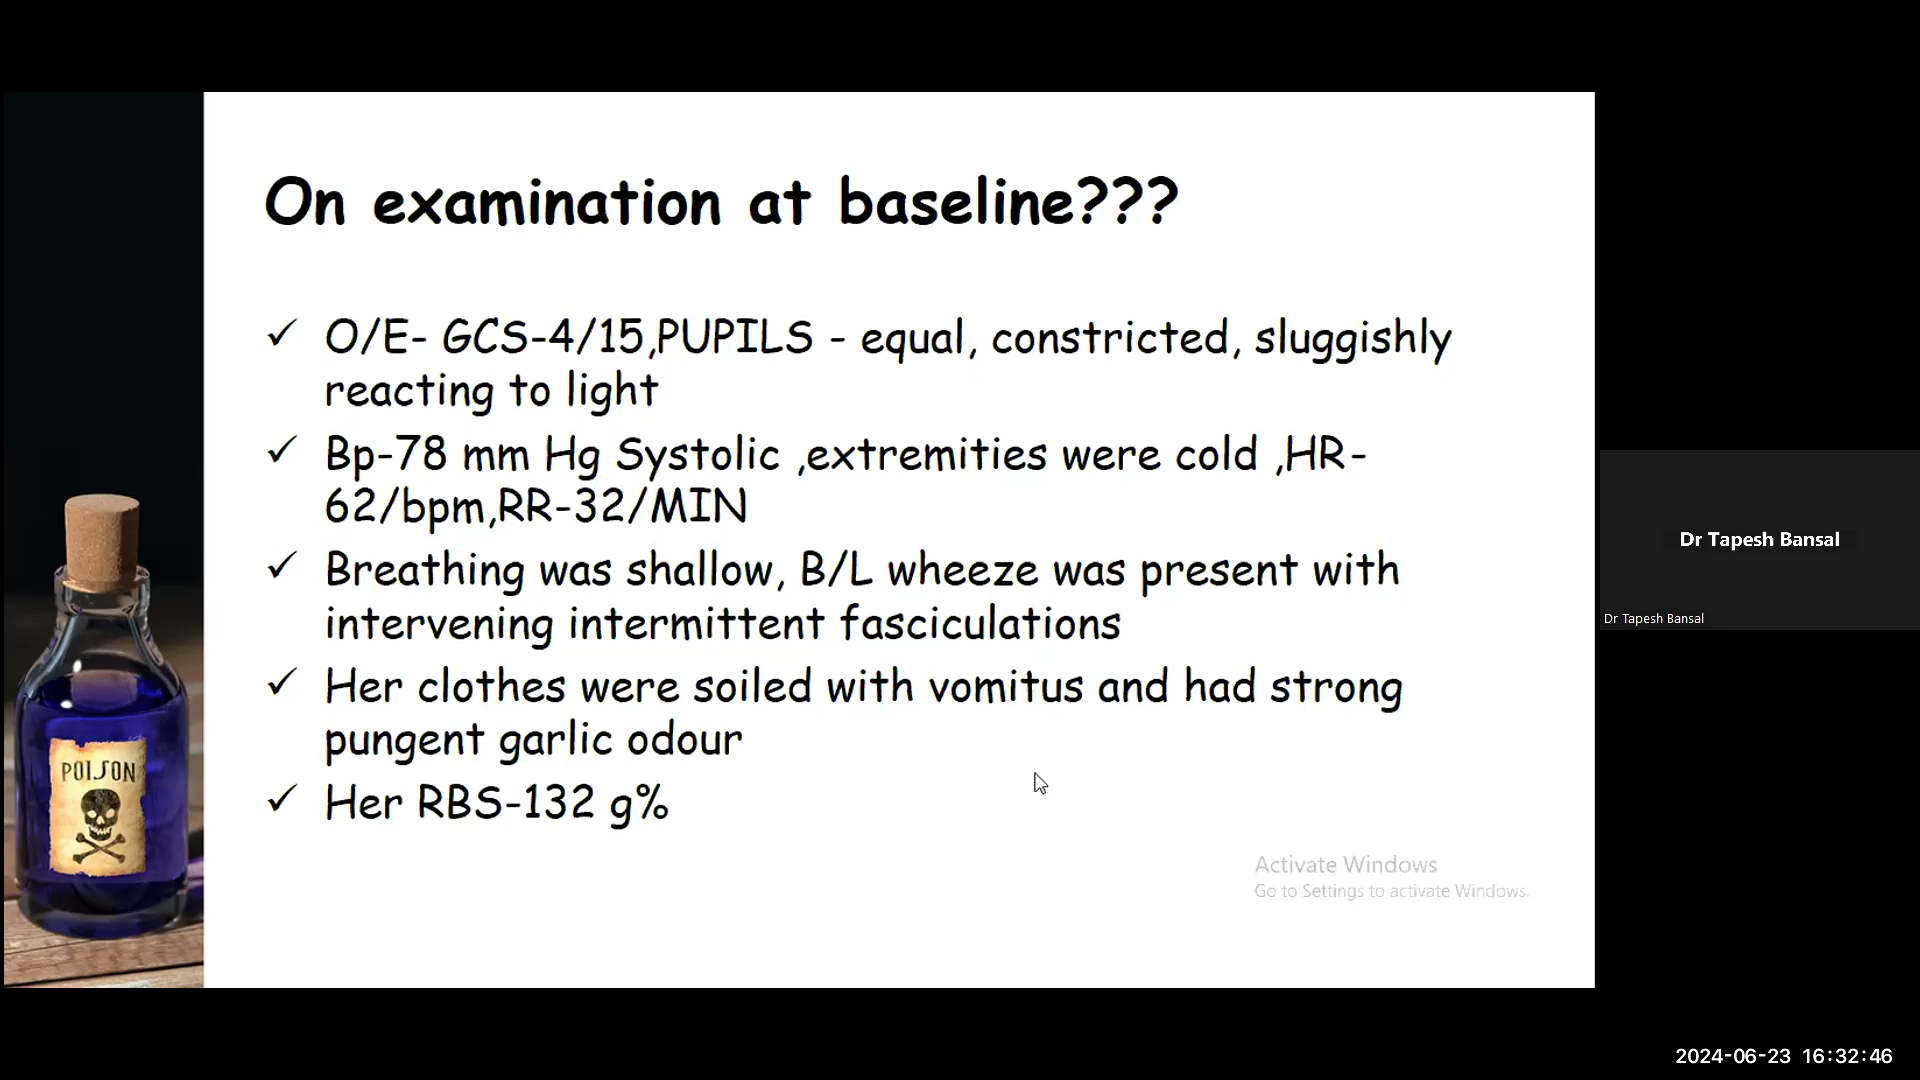 On examination at baseline???
✓ O/E- GCS-4/15,PUPILS - equal, constricted, sluggishly
reacting to light
✓ Bp-78 mm Hg Systolic ,extremities were cold ,HR-
62/bpm,RR-32/MIN
✓ Breathing was shallow, B/L wheeze was present with
intervening intermittent fasciculations
✓ Her clothes were soiled with vomitus and had strong
pungent garlic odour
✓ Her RBS-132 g%
POISON
Activate Windows
Go to Settings to activate Windows.
Dr Tapesh Bansal
Dr Tapesh Bansal
2024-06-23 16:32:46